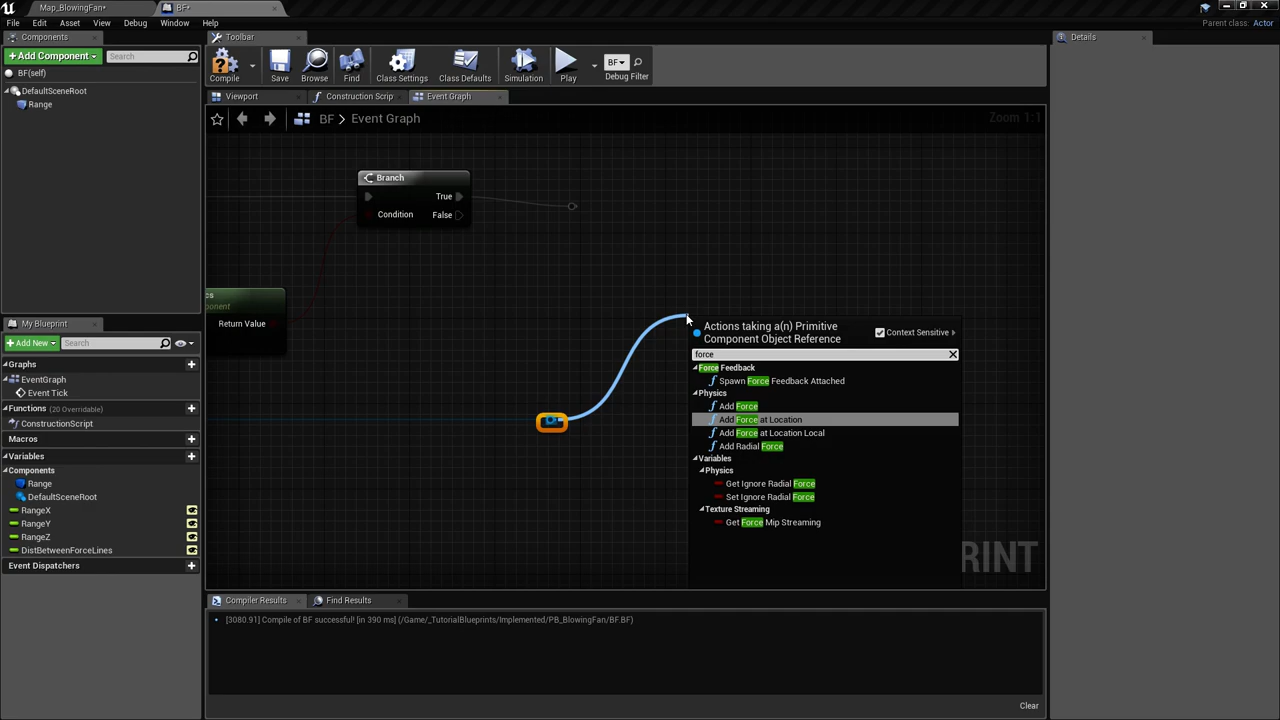 Map_BlowingFan*
BF*
File Edit Asset View Debug Window Help
Parent class: Actor
Components
Toolbar
Details
+Add Component
Search
Compile
Save
Browse
Find
Class Settings
Class Defaults
Simulation
Play
BF
Debug Filter
BF(self)
DefaultSceneRoot
Range
Viewport
Construction Scrip
Event Graph
BF > Event Graph
Zoom 1:1
Branch
True
Condition
False
cs
ponent
Return Value
Actions taking a(n) Primitive
Component Object Reference
Context Sensitive
force
Force Feedback
Spawn Force Feedback Attached
Physics
Add Force
Add Force at Location
Add Force at Location Local
Add Radial Force
Variables
Physics
Get Ignore Radial Force
Set Ignore Radial Force
Texture Streaming
Get Force Mip Streaming
RINT
My Blueprint
+Add New
Search
Graphs
EventGraph
Event Tick
Functions (20 Overridable)
ConstructionScript
Macros
Variables
Components
Range
DefaultSceneRoot
RangeX
RangeY
RangeZ
DistBetweenForceLines
Event Dispatchers
Compiler Results
Find Results
[3080.91] Compile of BF successful! [in 390 ms] (/Game/_TutorialBlueprints/Implemented/PB_BlowingFan/BF.BF)
Clear